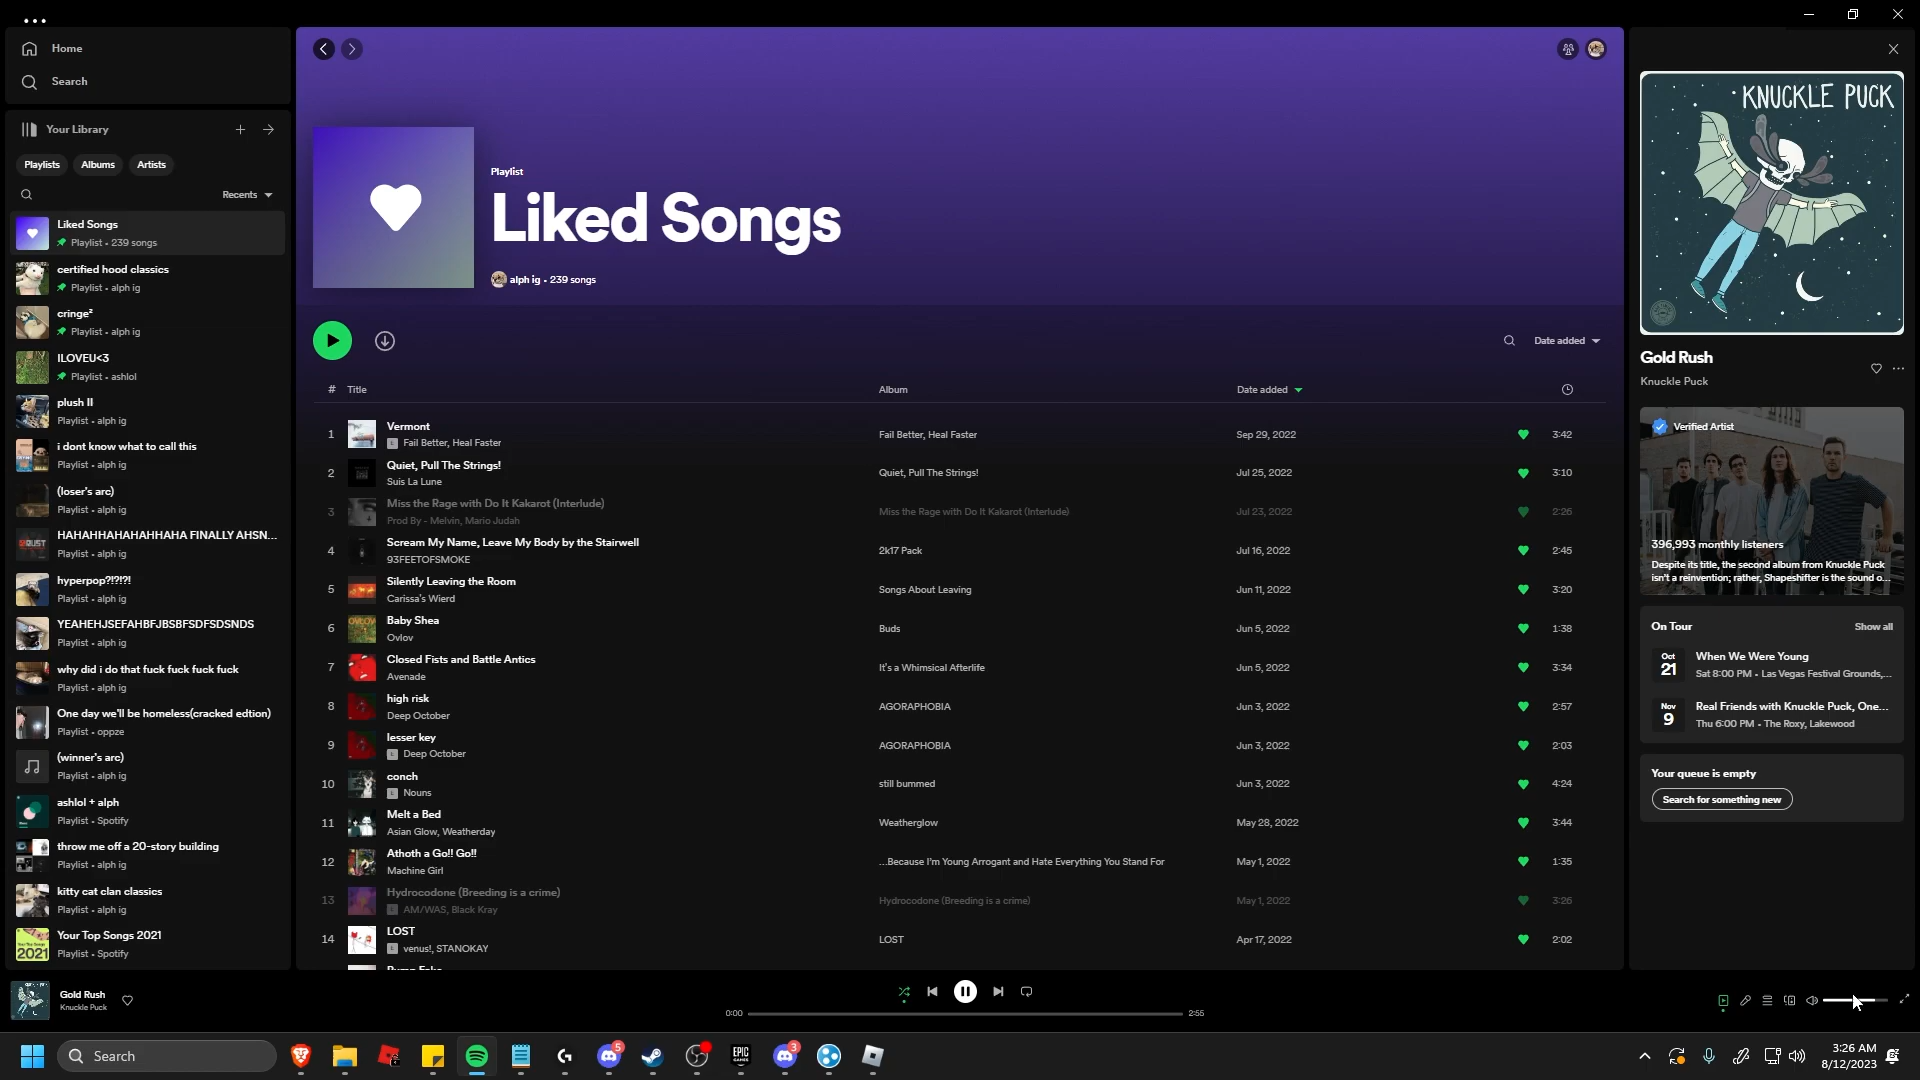 Home
Search
Your Library
Playlists Albums Artists
Recents
Liked Songs
Playlist • 239 songs
certified hood classics
Playlist • alph ig
cringe²
Playlist • alph ig
ILOVEU<3
Playlist • ashlol
plush II
Playlist • alph ig
i dont know what to call this
Playlist • alph ig
(loser's arc)
Playlist • alph ig
HAHAHHAHAHAHHAHA FINALLY AHSN...
Playlist • alph ig
hyperpop?!?!?!
Playlist • alph ig
YEAHEHJSEFAHBFJBSBFSDFSDSNDS
Playlist • alph ig
why did i do that fuck fuck fuck fuck
Playlist • alph ig
One day we'll be homeless(cracked edtion)
Playlist • oppze
(winner's arc)
Playlist • alph ig
ashlol + alph
Playlist • Spotify
throw me off a 20-story building
Playlist • alph ig
kitty cat clan classics
Playlist • alph ig
Your Top Songs 2021
Playlist • Spotify
Playlist
Liked Songs
alph ig • 239 songs
Date added
# Title Album Date added
1 Vermont Fail Better, Heal Faster Sep 29, 2022 3:42
E Fail Better, Heal Faster
2 Quiet, Pull The Strings! Quiet, Pull The Strings! Jul 25, 2022 3:10
Suis La Lune
3 Miss the Rage with Do It Kakarot (Interlude) Miss the Rage with Do It Kakarot (Interlude) Jul 23, 2022 2:26
Prod By - Melvin, Mario Judah
4 Scream My Name, Leave My Body by the Stairwell 2k17 Pack Jul 16, 2022 2:45
93FEETOFSMOKE
5 Silently Leaving the Room Songs About Leaving Jun 11, 2022 3:20
Carissa's Wierd
6 Baby Shea Buds Jun 5, 2022 1:38
Ovlov
7 Closed Fists and Battle Antics It's a Whimsical Afterlife Jun 5, 2022 3:34
Avenade
8 high risk AGORAPHOBIA Jun 3, 2022 2:57
Deep October
9 lesser key AGORAPHOBIA Jun 3, 2022 2:03
E Deep October
10 conch still bummed Jun 3, 2022 4:24
E Nouns
11 Melt a Bed Weatherglow May 28, 2022 3:44
Asian Glow, Weatherday
12 Athoth a Go!! Go!! ...Because I'm Young Arrogant and Hate Everything You Stand For May 1, 2022 1:35
Machine Girl
13 Hydrocodone (Breeding is a crime) Hydrocodone (Breeding is a crime) May 1, 2022 3:26
E AM/WAS, Black Kray
14 LOST LOST Apr 17, 2022 2:02
E venus!, STANOKAY
KNUCKLE PUCK
Gold Rush
Knuckle Puck
Verified Artist
396,993 monthly listeners
Despite its title, the second album from Knuckle Puck
isn't a reinvention; rather, Shapeshifter is the sound o...
On Tour Show all
Oct 21 When We Were Young
Sat 8:00 PM • Las Vegas Festival Grounds,...
Nov 9 Real Friends with Knuckle Puck, One...
Thu 6:00 PM • The Roxy, Lakewood
Your queue is empty
Search for something new
Gold Rush
Knuckle Puck
0:00 2:55
Search
5
EPIC
GAMES
3
3:26 AM
8/12/2023